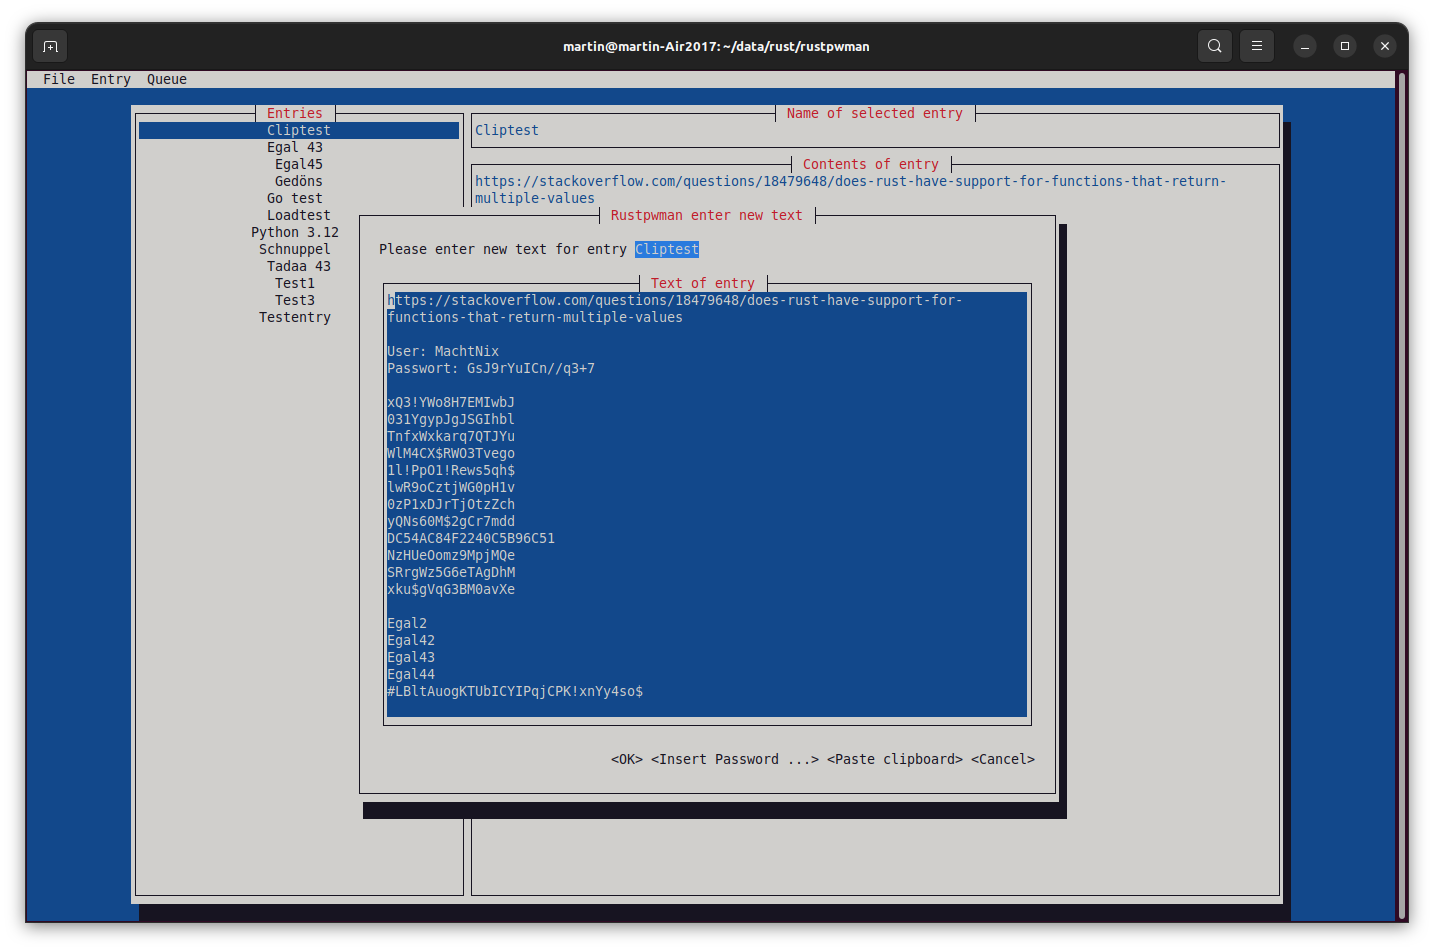 martin@martin-Air2017: ~/data/rust/rustpwman
File Entry Queue
Entries
Cliptest
Egal 43
Egal45
Gedöns
Go test
Loadtest
Python 3.12
Schnuppel
Tadaa 43
Test1
Test3
Testentry
Name of selected entry
Cliptest
Contents of entry
https://stackoverflow.com/questions/18479648/does-rust-have-support-for-functions-that-return-
multiple-values
Rustpwman enter new text
Please enter new text for entry Cliptest
Text of entry
https://stackoverflow.com/questions/18479648/does-rust-have-support-for-
functions-that-return-multiple-values
User: MachtNix
Passwort: GsJ9rYuICn//q3+7
xQ3!YWo8H7EMIwbJ
031YgypJgJSGIhbl
TnfxWxkarq7QTJYu
WlM4CX$RWO3Tvego
1l!PpO1!Rews5qh$
lwR9oCztjWG0pH1v
0zP1xDJrTjOtzZch
yQNs60M$2gCr7mdd
DC54AC84F2240C5B96C51
NzHUeOomz9MpjMQe
SRrgWz5G6eTAgDhM
xku$gVqG3BM0avXe
Egal2
Egal42
Egal43
Egal44
#LBltAuogKTUbICYIPqjCPK!xnYy4so$
<OK> <Insert Password ...> <Paste clipboard> <Cancel>